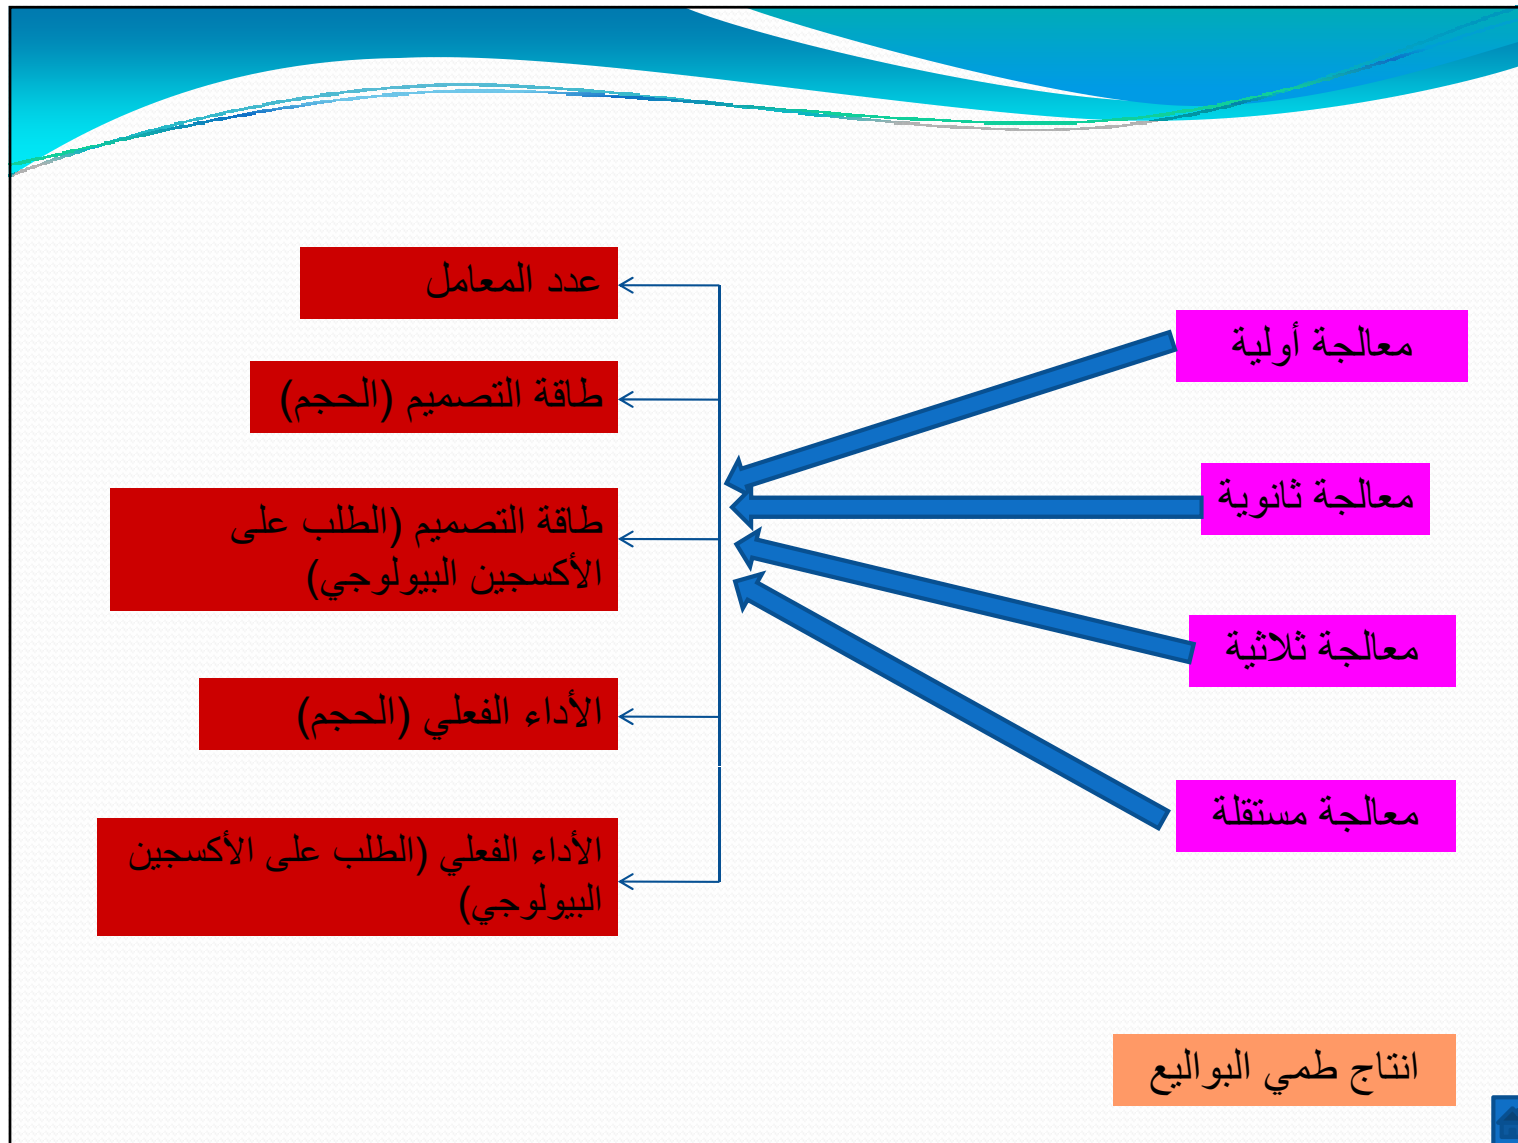 معالجة أولية
معالجة ثانوية
معالجة ثلاثية
معالجة مستقلة
عدد المعامل
طاقة التصميم (الحجم)
طاقة التصميم (الطلب على
الأكسجين البيولوجي)
الأداء الفعلي (الحجم)
الأداء الفعلي (الطلب على الأكسجين
البيولوجي)
انتاج طمي البواليع